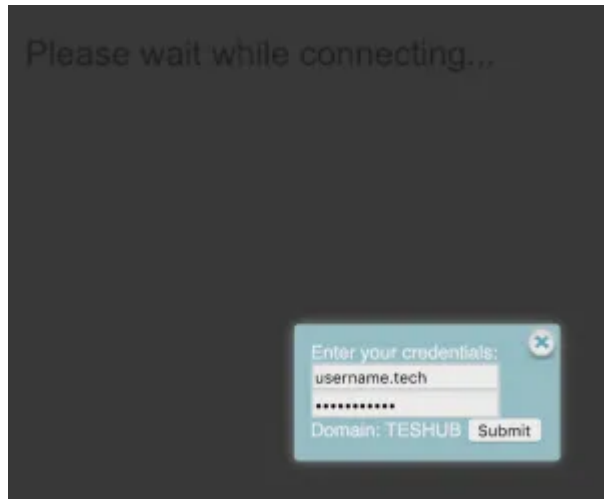 Please wait while connecting...
Enter your credentials:
username.tech
•••••••••••
Domain: TESHUB Submit